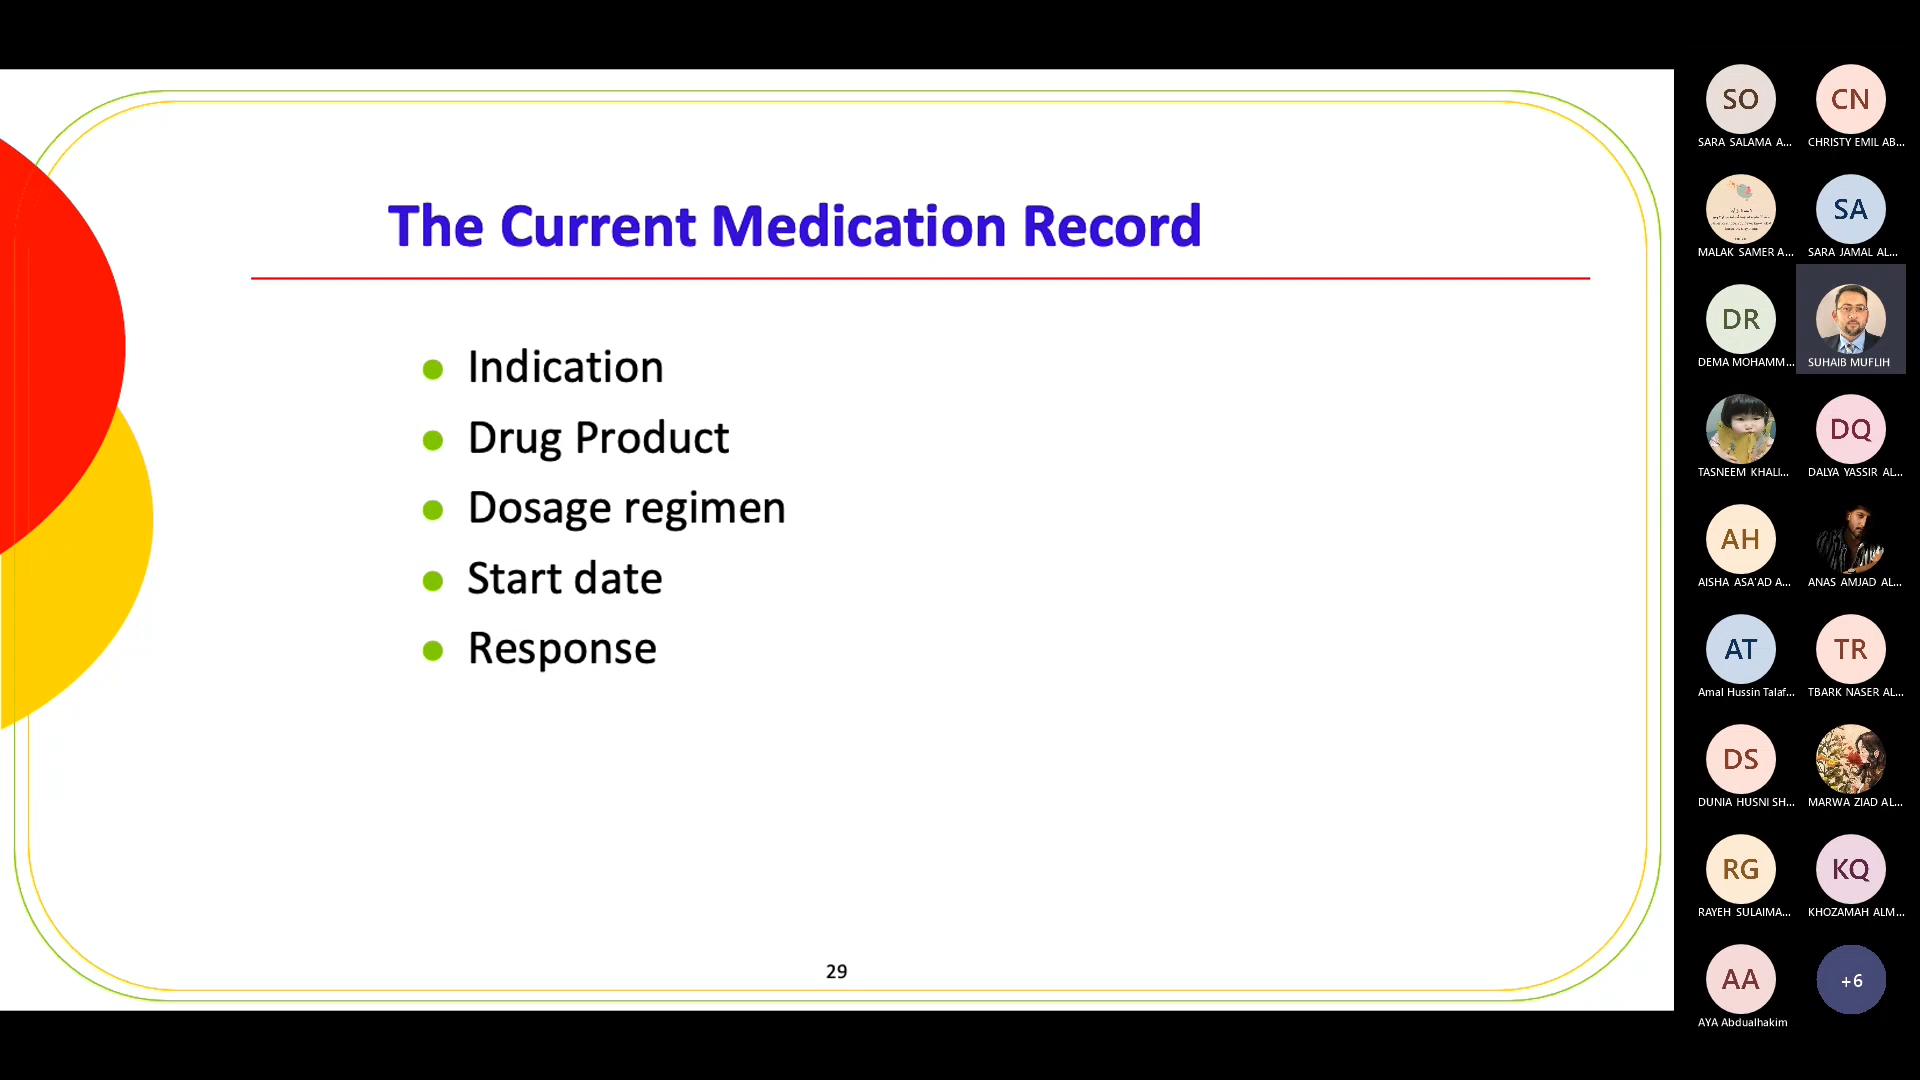 The Current Medication Record
Indication
Drug Product
Dosage regimen
Start date
Response
29
SO
SARA SALAMA A...
CN
CHRISTY EMIL AB...
MALAK SAMER A...
SA
SARA JAMAL AL...
DR
DEMA MOHAMM...
SUHAIB MUFLIH
TASNEEM KHALI...
DQ
DALYA YASSIR AL...
AH
AISHA ASA'AD A...
ANAS AMJAD AL...
AT
Amal Hussin Talaf...
TR
TBARK NASER AL...
DS
DUNIA HUSNI SH...
MARWA ZIAD AL...
RG
RAYEH SULAIMA...
KQ
KHOZAMAH ALM...
AA
AYA Abdualhakim
+6